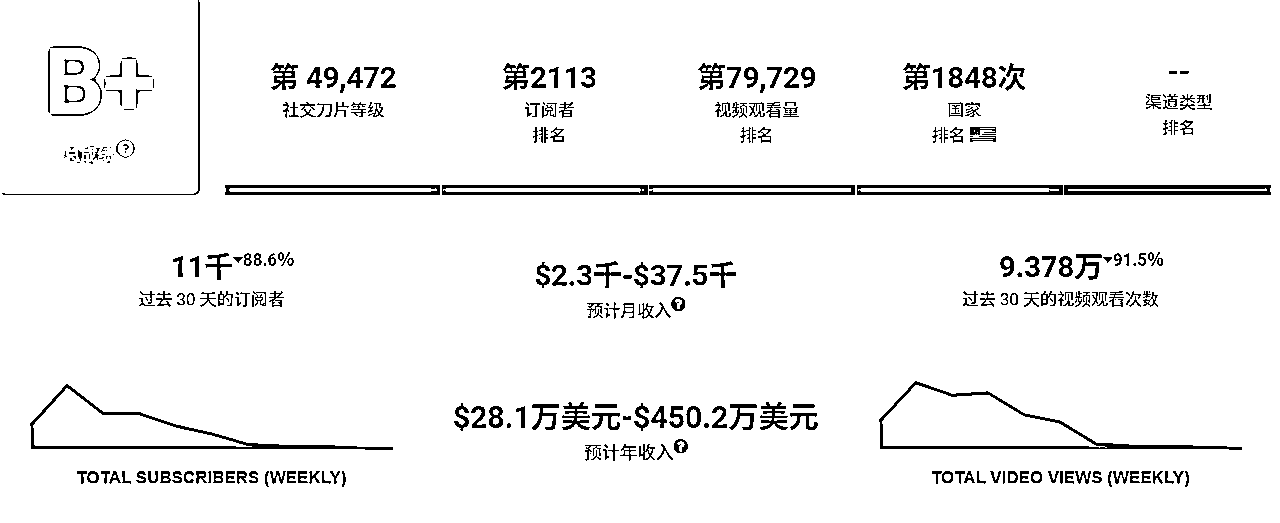 B+
第 49,472
社交刀片等级
第2113
订阅者
排名
第79,729
视频观看量
排名
第1848次
国家
排名
--
渠道类型
排名
11千 88.6%
过去 30 天的订阅者
$2.3千-$37.5千
预计月收入
9.378万 91.5%
过去 30 天的视频观看次数
$28.1万美元-$450.2万美元
预计年收入
TOTAL SUBSCRIBERS (WEEKLY)
TOTAL VIDEO VIEWS (WEEKLY)